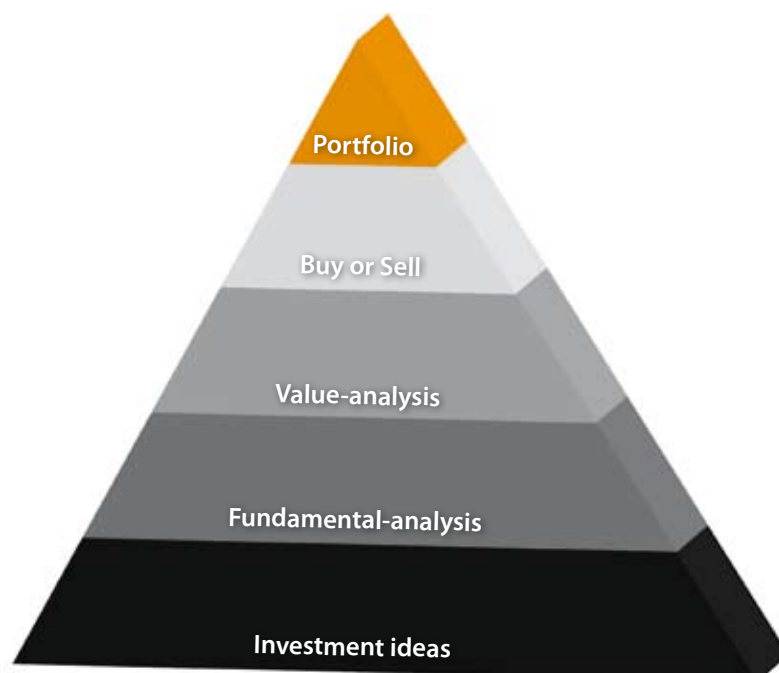 Portfolio
Buy or Sell
Value-analysis
Fundamental-analysis
Investment ideas